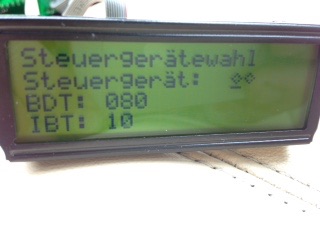 Steuergerätewahl
Steuergerät: ◊◊
BDT: 080
IBT: 10